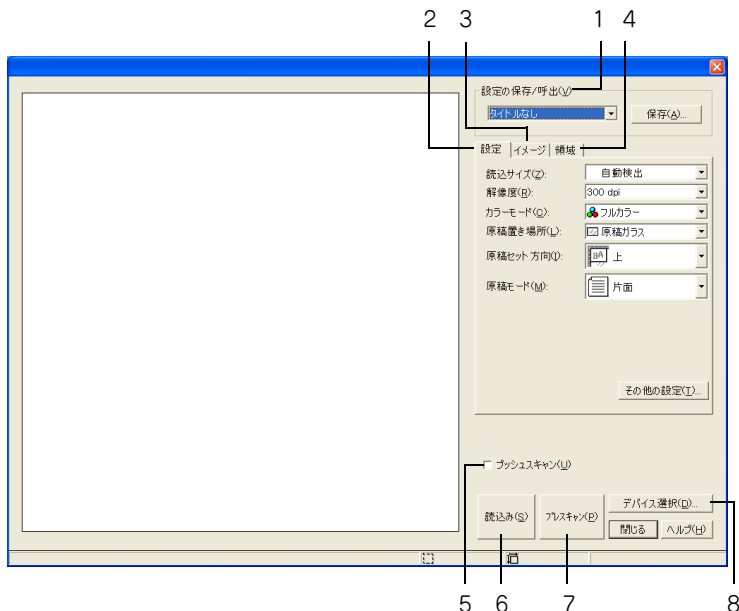 2 3 1 4
設定の保存/呼出(V)
タイトルなし 保存(A)...
設定 イメージ 領域
読込サイズ(Z): 自動検出
解像度(R): 300 dpi
カラーモード(C): フルカラー
原稿置き場所(L): 原稿ガラス
原稿セット方向(I): 上
原稿モード(M): 片面
その他の設定(T)...
プッシュスキャン(U)
読込み(S) プレスキャン(P) デバイス選択(D)...
閉じる ヘルプ(H)
5 6 7 8